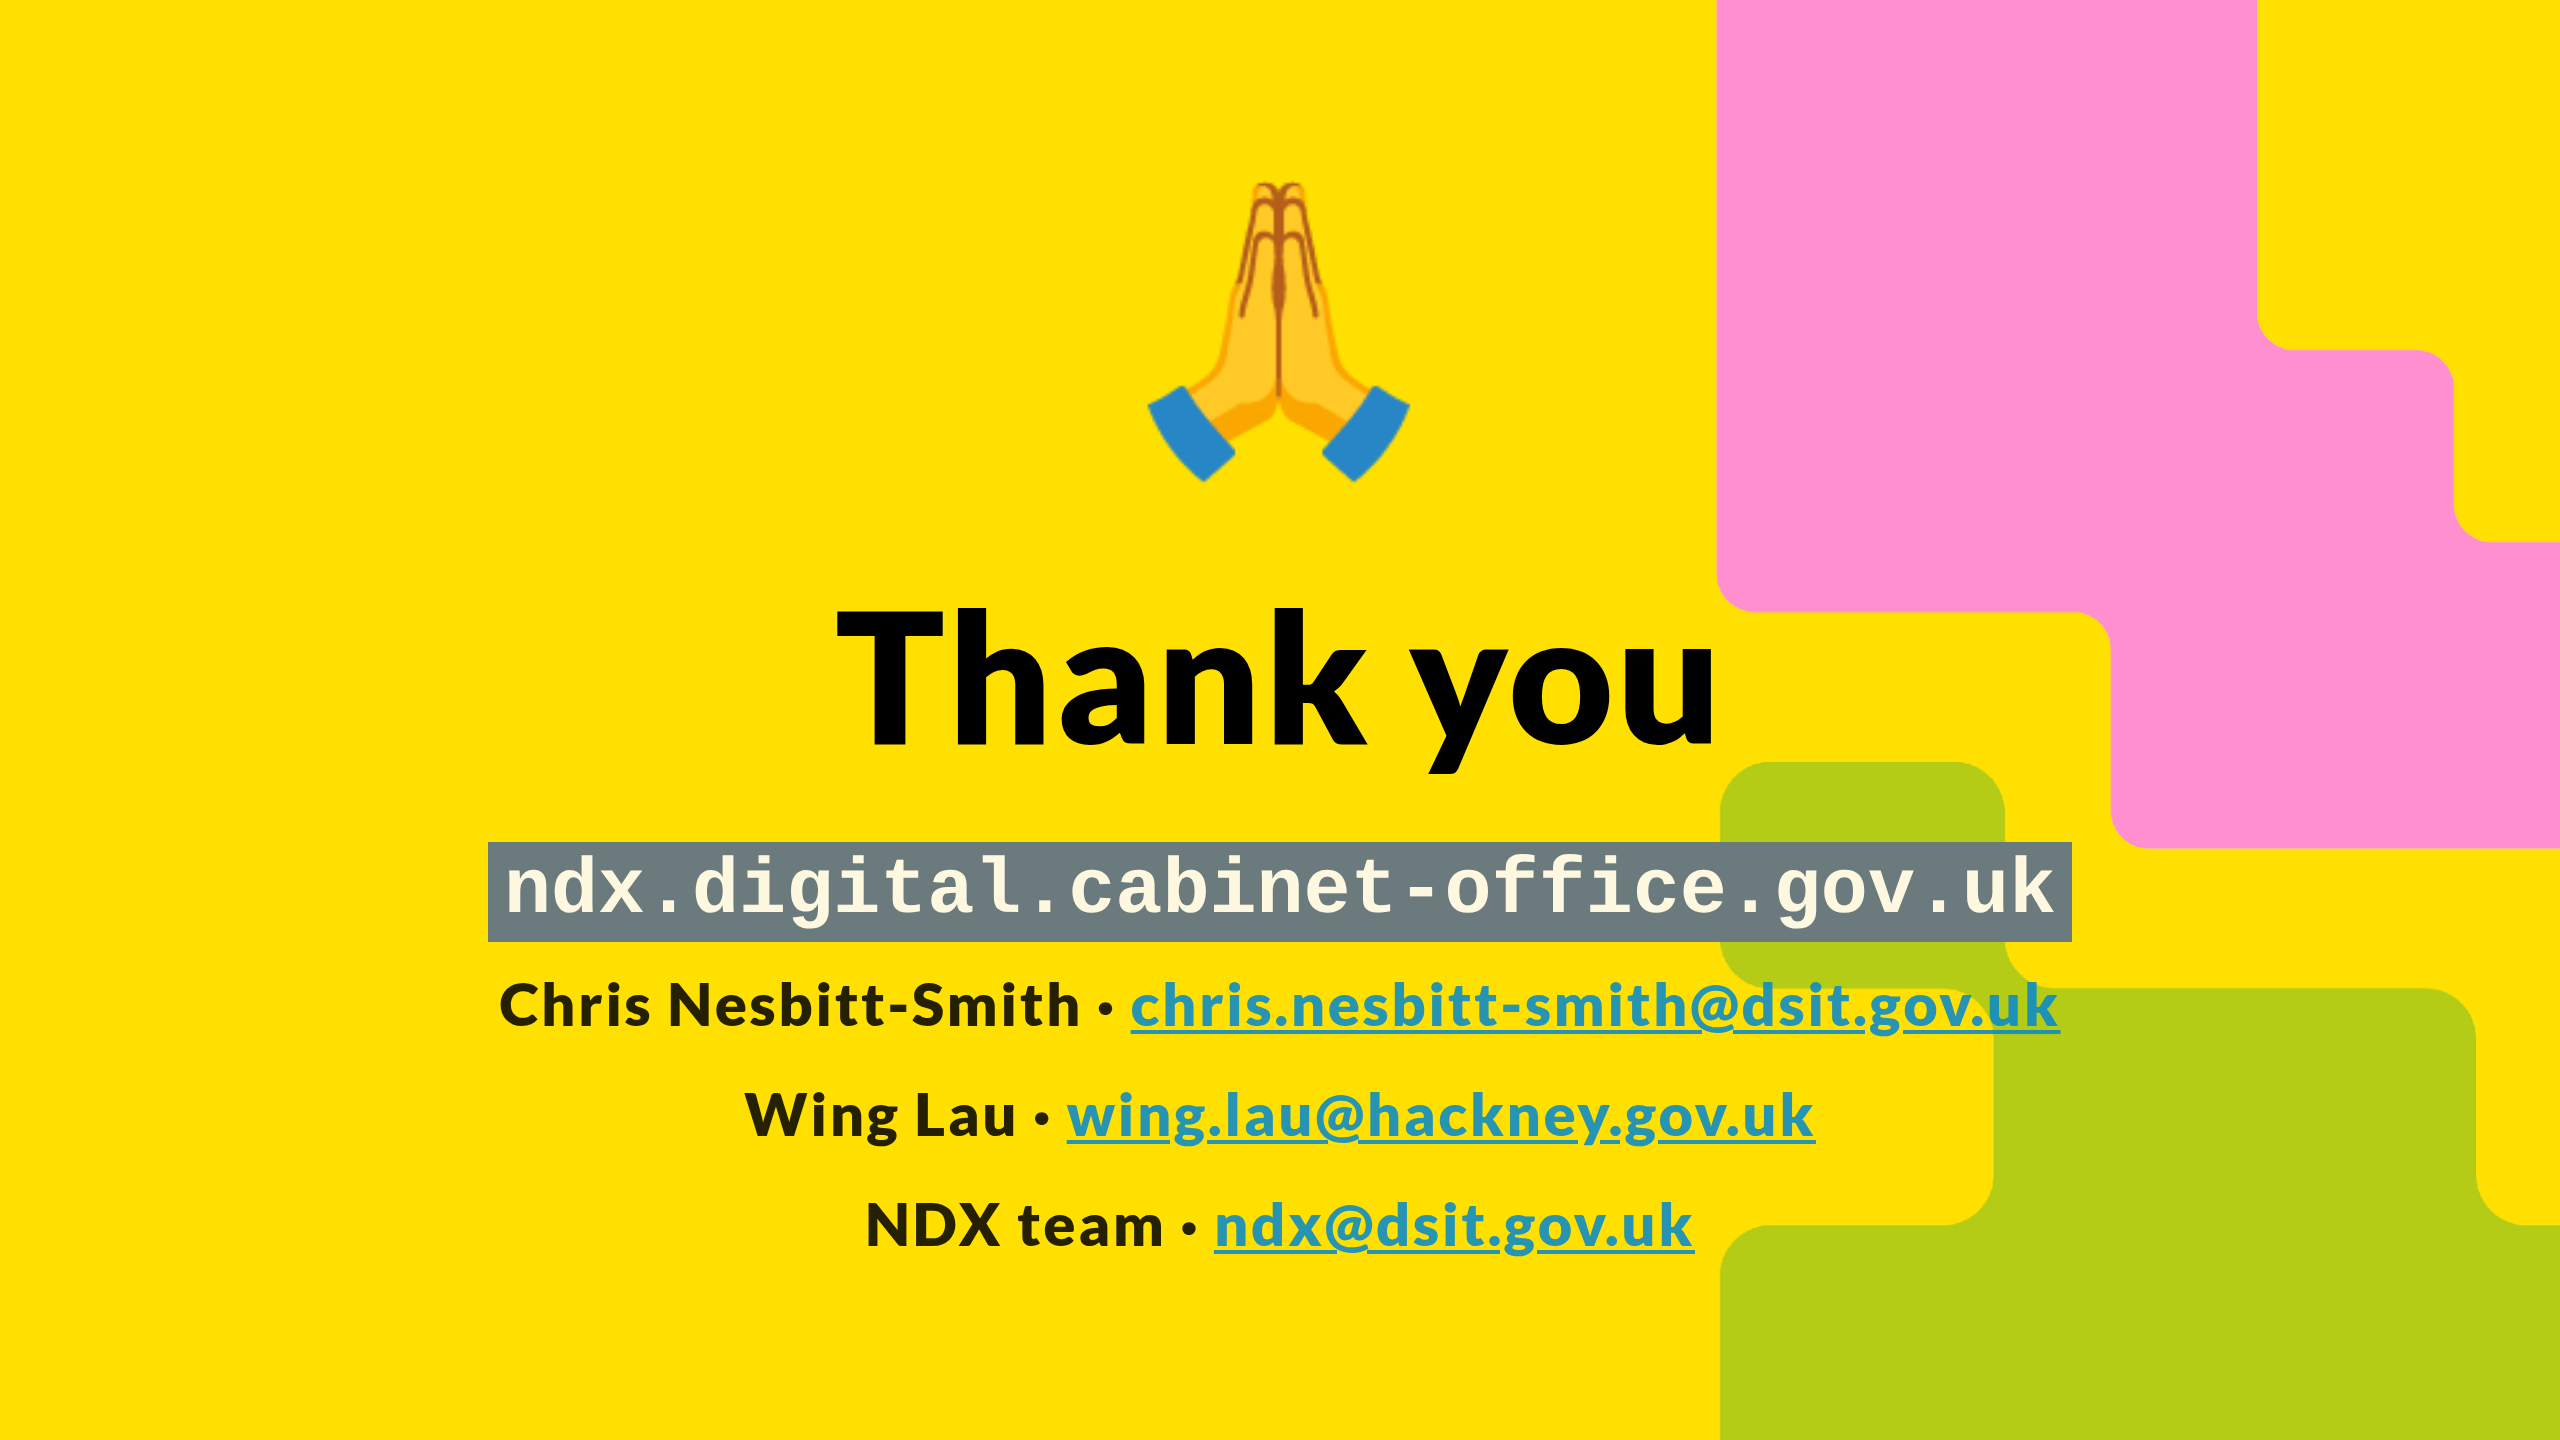 Thank you
ndx.digital.cabinet-office.gov.uk
Chris Nesbitt-Smith • chris.nesbitt-smith@dsit.gov.uk
Wing Lau • wing.lau@hackney.gov.uk
NDX team • ndx@dsit.gov.uk